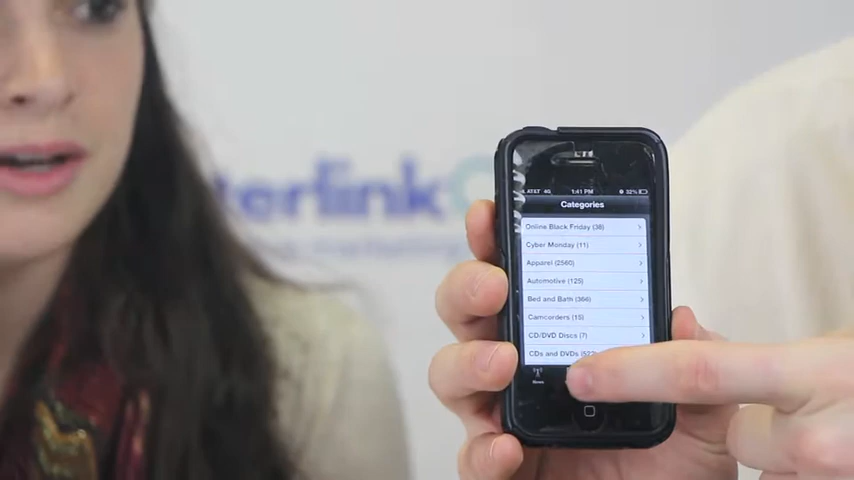 terlink
AT&T 4G 1:41 PM 32%
Categories
Online Black Friday (38)
Cyber Monday (11)
Apparel (2560)
Automotive (125)
Bed and Bath (366)
Camcorders (15)
CD/DVD Discs (7)
CDs and DVDs
News